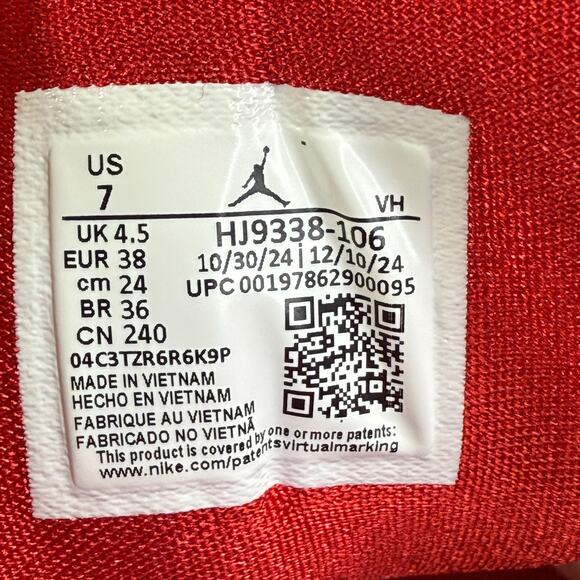 US
7
VH
UK 4.5
EUR 38
cm 24
BR 36
CN 240
HJ9338-106
10/30/24 | 12/10/24
UPC 00197862900095
04C3TZR6R6K9P
MADE IN VIETNAM
HECHO EN VIETNAM
FABRIQUE AU VIETNAM
FABRICADO NO VIETNÃ
This product is covered by one or more patents:
www.nike.com/patentsvirtualmarking